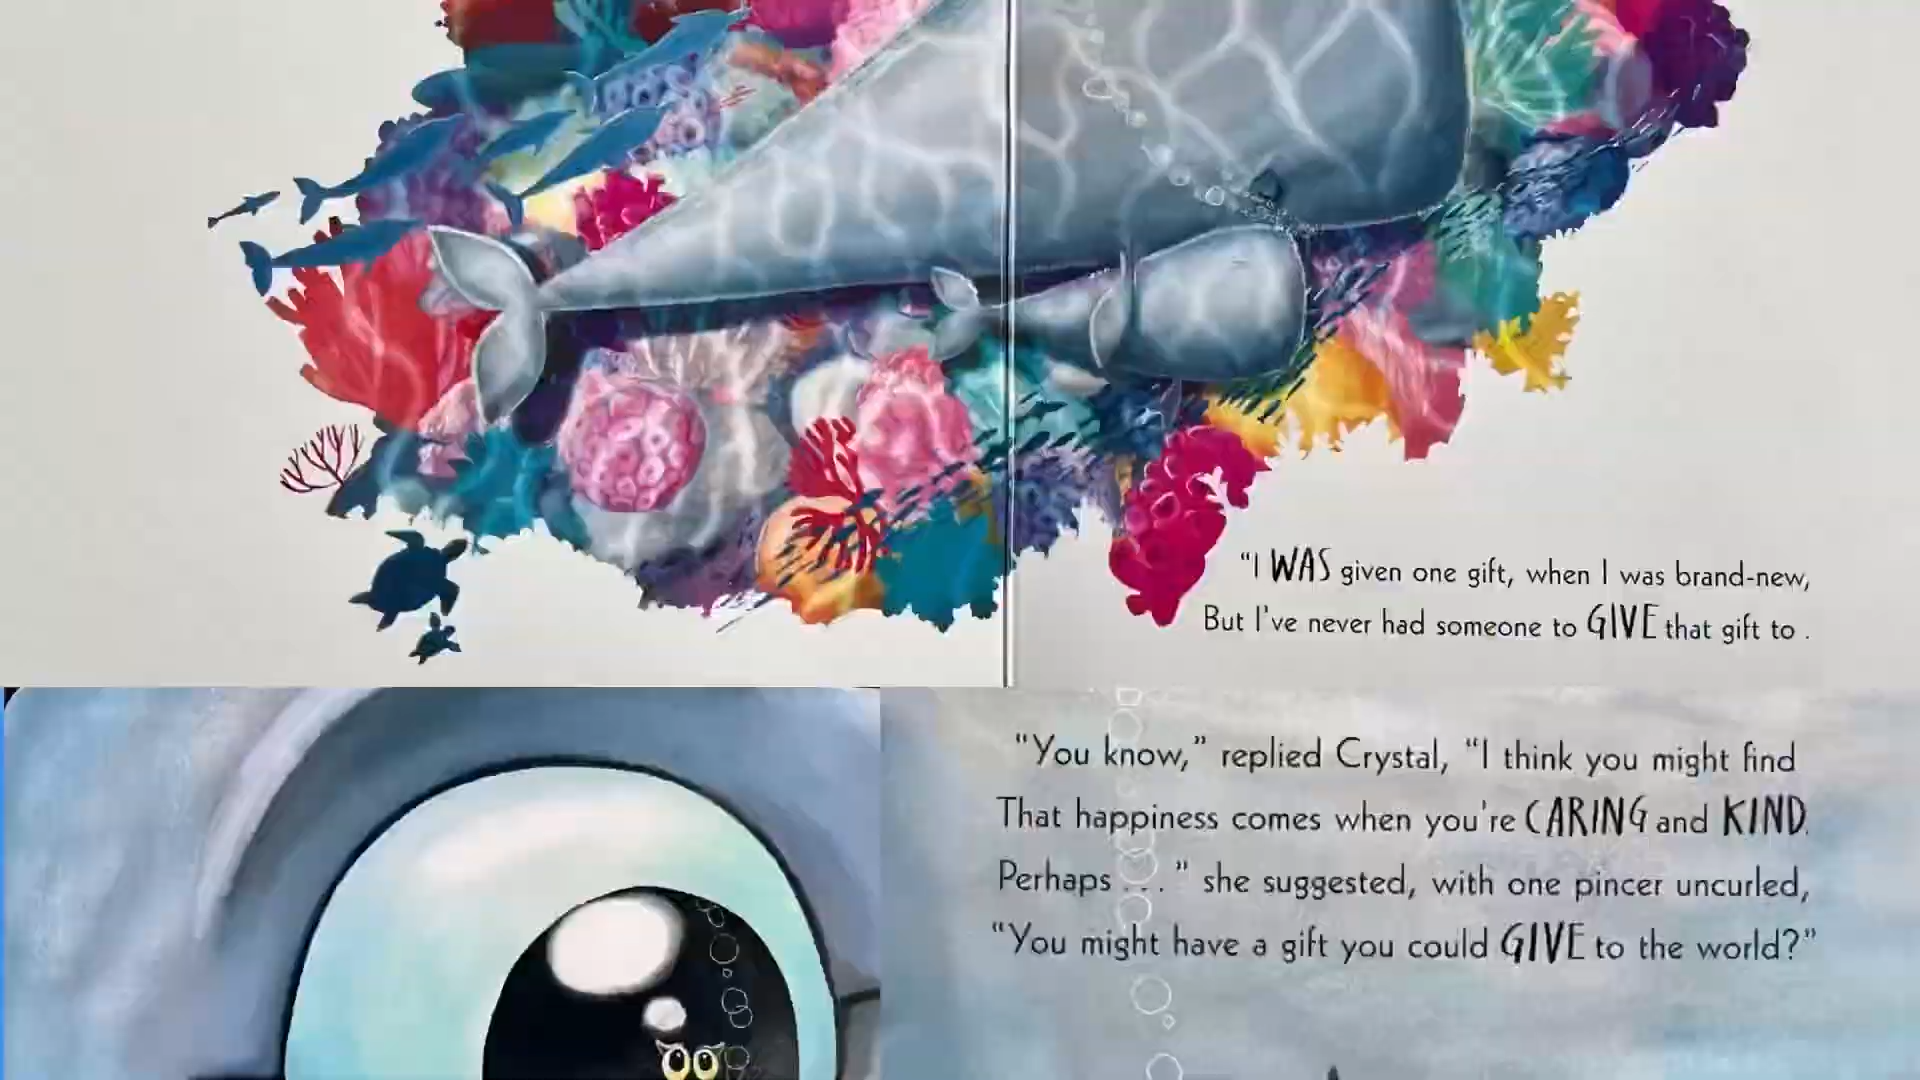 “I WAS given one gift, when I was brand-new,
But I've never had someone to GIVE that gift to .
“You know,” replied Crystal, “I think you might find
That happiness comes when you're CARING and KIND.
Perhaps . . . ” she suggested, with one pincer uncurled,
“You might have a gift you could GIVE to the world?”